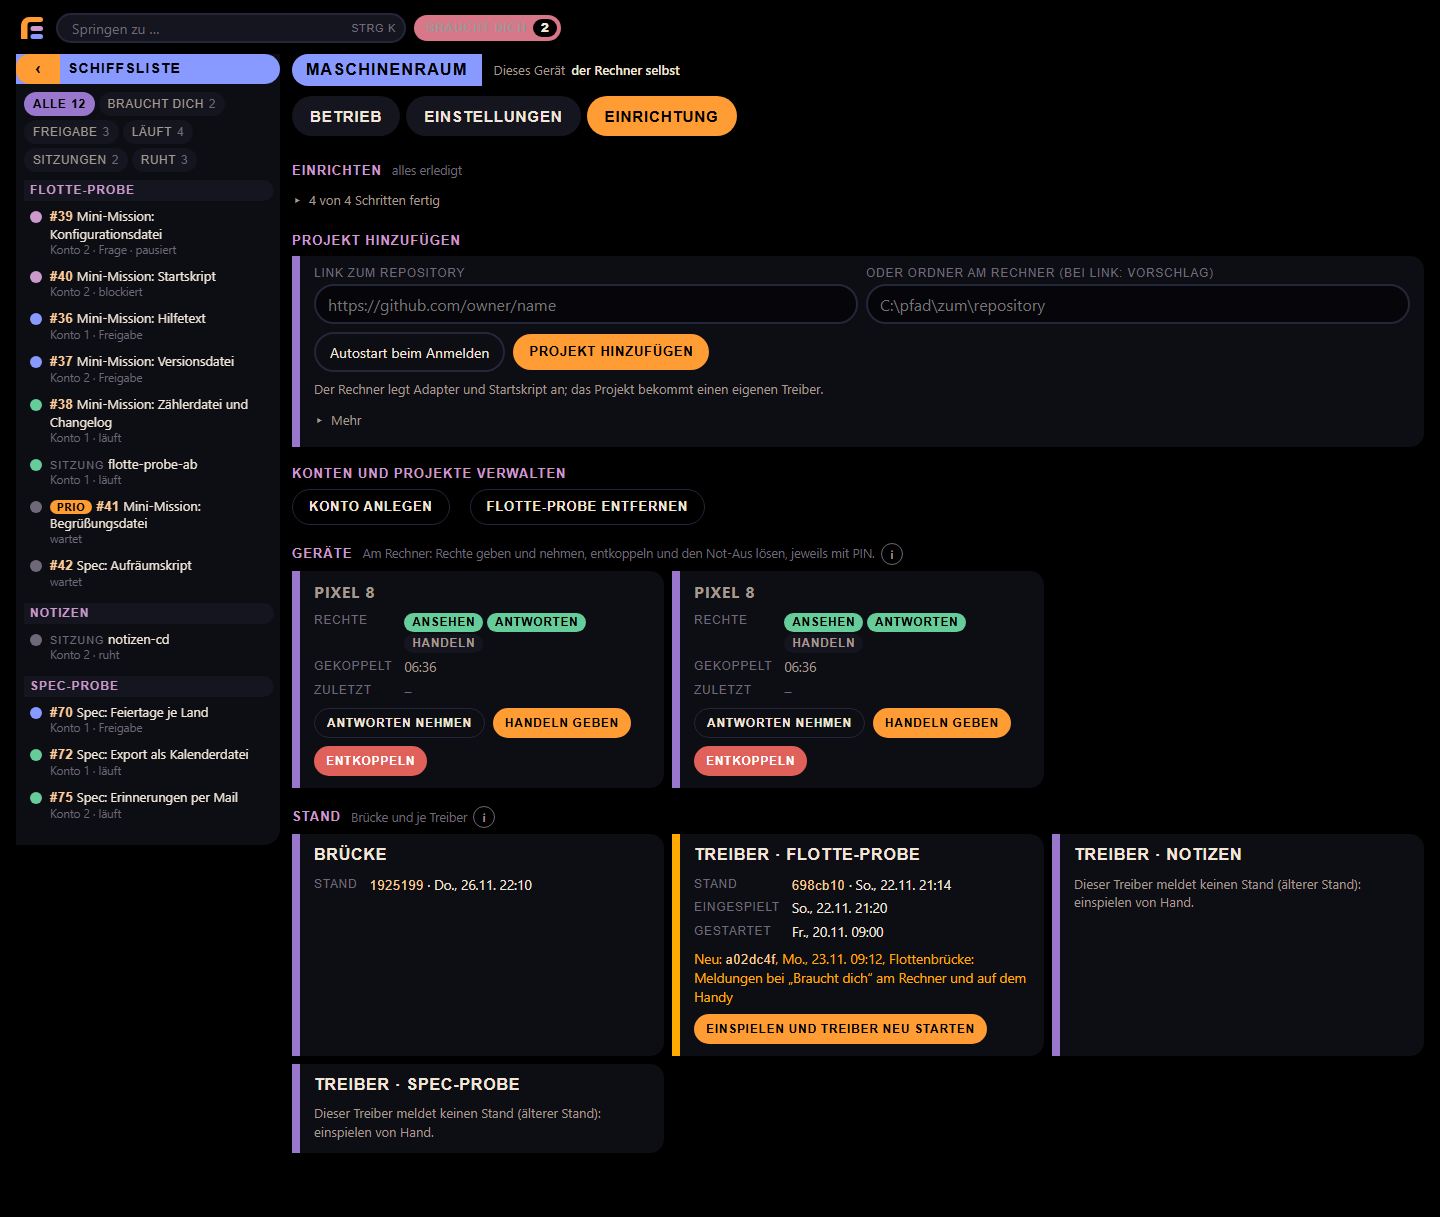 Springen zu ...
STRG K
BRAUCHT DICH 2
‹ SCHIFFSLISTE
ALLE 12
BRAUCHT DICH 2
FREIGABE 3
LÄUFT 4
SITZUNGEN 2
RUHT 3
FLOTTE-PROBE
#39 Mini-Mission:
Konfigurationsdatei
Konto 2 · Frage · pausiert
#40 Mini-Mission: Startskript
Konto 2 · blockiert
#36 Mini-Mission: Hilfetext
Konto 1 · Freigabe
#37 Mini-Mission: Versionsdatei
Konto 2 · Freigabe
#38 Mini-Mission: Zählerdatei und
Changelog
Konto 1 · läuft
SITZUNG flotte-probe-ab
Konto 1 · läuft
PRIO #41 Mini-Mission:
Begrüßungsdatei
wartet
#42 Spec: Aufräumskript
wartet
NOTIZEN
SITZUNG notizen-cd
Konto 2 · ruht
SPEC-PROBE
#70 Spec: Feiertage je Land
Konto 1 · Freigabe
#72 Spec: Export als Kalenderdatei
Konto 1 · läuft
#75 Spec: Erinnerungen per Mail
Konto 2 · läuft
MASCHINENRAUM
Dieses Gerät der Rechner selbst
BETRIEB
EINSTELLUNGEN
EINRICHTUNG
EINRICHTEN alles erledigt
▸ 4 von 4 Schritten fertig
PROJEKT HINZUFÜGEN
LINK ZUM REPOSITORY
ODER ORDNER AM RECHNER (BEI LINK: VORSCHLAG)
https://github.com/owner/name
C:\pfad\zum\repository
Autostart beim Anmelden
PROJEKT HINZUFÜGEN
Der Rechner legt Adapter und Startskript an; das Projekt bekommt einen eigenen Treiber.
▸ Mehr
KONTEN UND PROJEKTE VERWALTEN
KONTO ANLEGEN
FLOTTE-PROBE ENTFERNEN
GERÄTE Am Rechner: Rechte geben und nehmen, entkoppeln und den Not-Aus lösen, jeweils mit PIN. i
PIXEL 8
RECHTE ANSEHEN ANTWORTEN
HANDELN
GEKOPPELT 06:36
ZULETZT –
ANTWORTEN NEHMEN
HANDELN GEBEN
ENTKOPPELN
PIXEL 8
RECHTE ANSEHEN ANTWORTEN
HANDELN
GEKOPPELT 06:36
ZULETZT –
ANTWORTEN NEHMEN
HANDELN GEBEN
ENTKOPPELN
STAND Brücke und je Treiber i
BRÜCKE
STAND 1925199 · Do., 26.11. 22:10
TREIBER · FLOTTE-PROBE
STAND 698cb10 · So., 22.11. 21:14
EINGESPIELT So., 22.11. 21:20
GESTARTET Fr., 20.11. 09:00
Neu: a02dc4f, Mo., 23.11. 09:12, Flottenbrücke:
Meldungen bei „Braucht dich“ am Rechner und auf dem
Handy
EINSPIELEN UND TREIBER NEU STARTEN
TREIBER · NOTIZEN
Dieser Treiber meldet keinen Stand (älterer Stand):
einspielen von Hand.
TREIBER · SPEC-PROBE
Dieser Treiber meldet keinen Stand (älterer Stand):
einspielen von Hand.